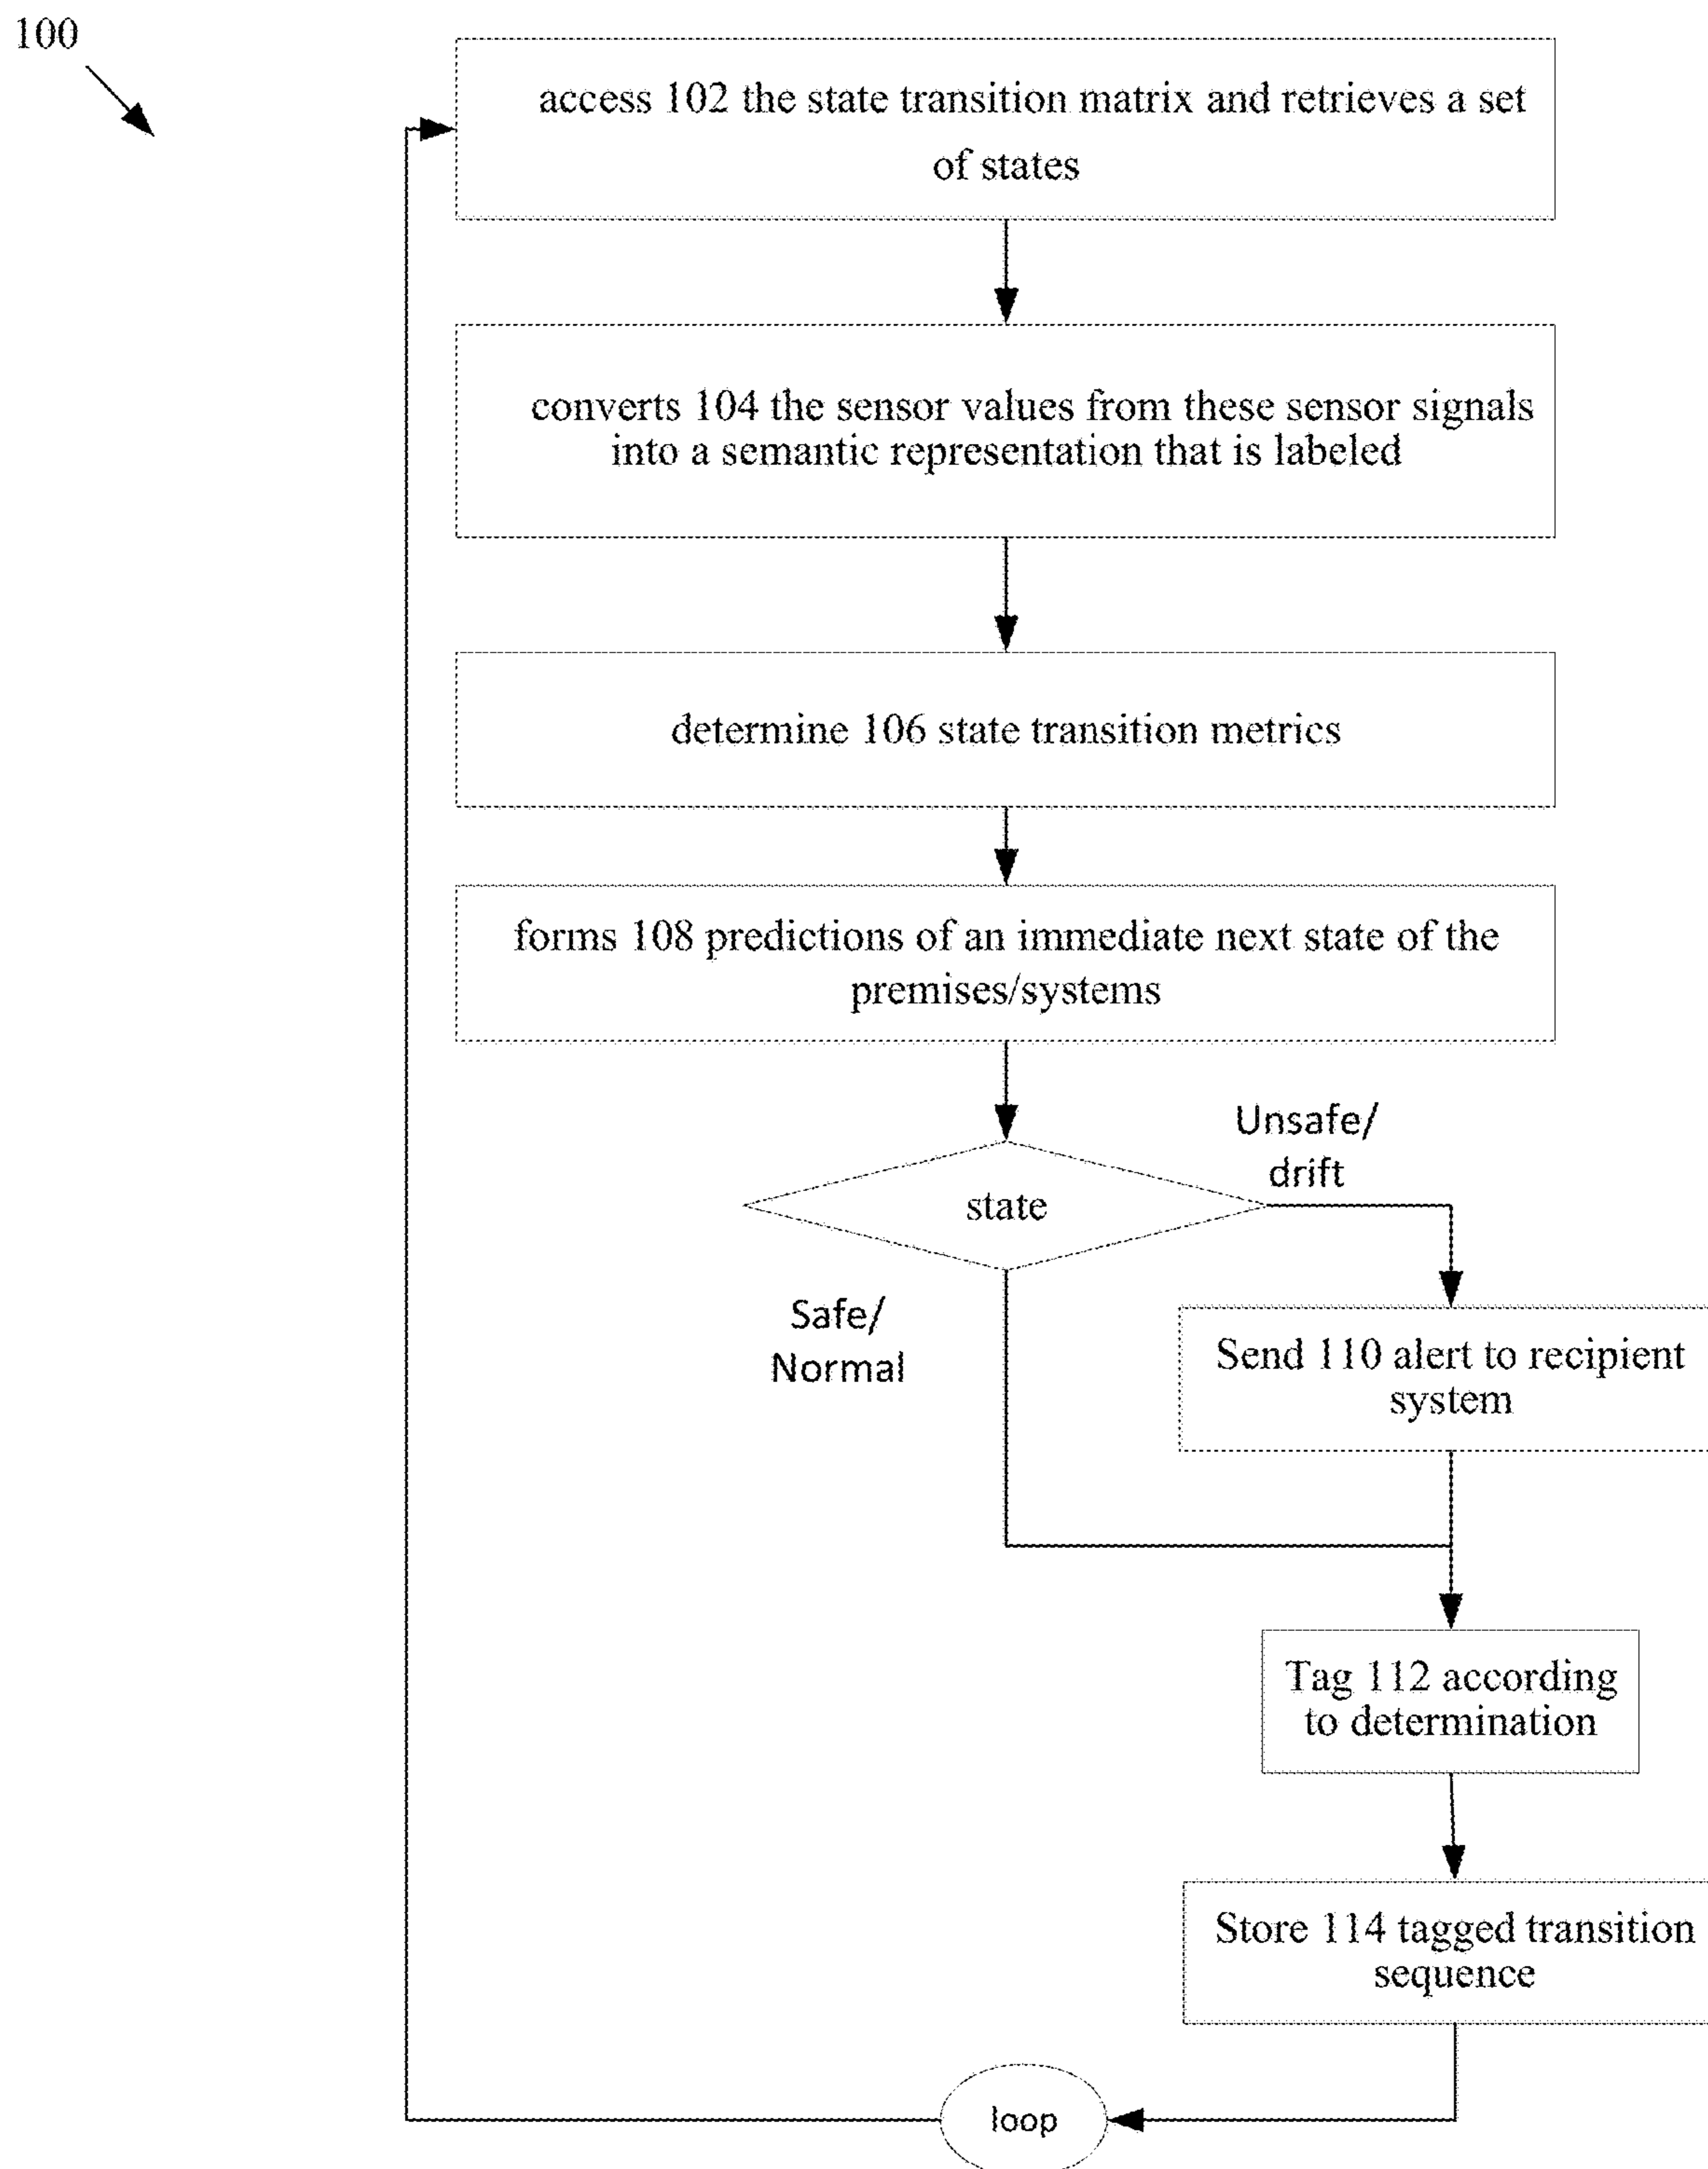 100
access 102 the state transition matrix and retrieves a set
of states
converts 104 the sensor values from these sensor signals
into a semantic representation that is labeled
determine 106 state transition metrics
forms 108 predictions of an immediate next state of the
premises/systems
Unsafe/
drift
state
Safe/
Normal
Send 110 alert to recipient
system
Tag 112 according
to determination
Store 114 tagged transition
sequence
loop